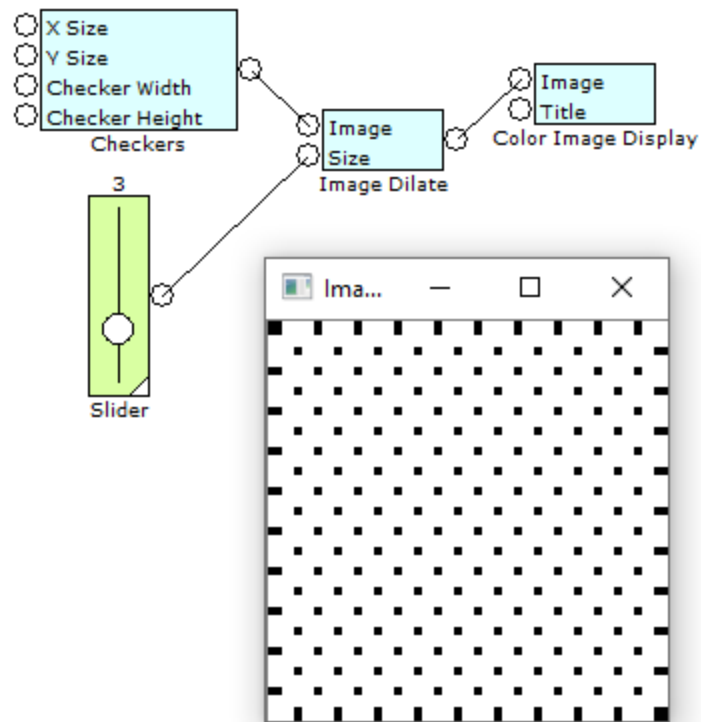 X Size
Y Size
Checker Width
Checker Height
Checkers
Image
Size
Image Dilate
Image
Title
Color Image Display
3
Slider
Ima...